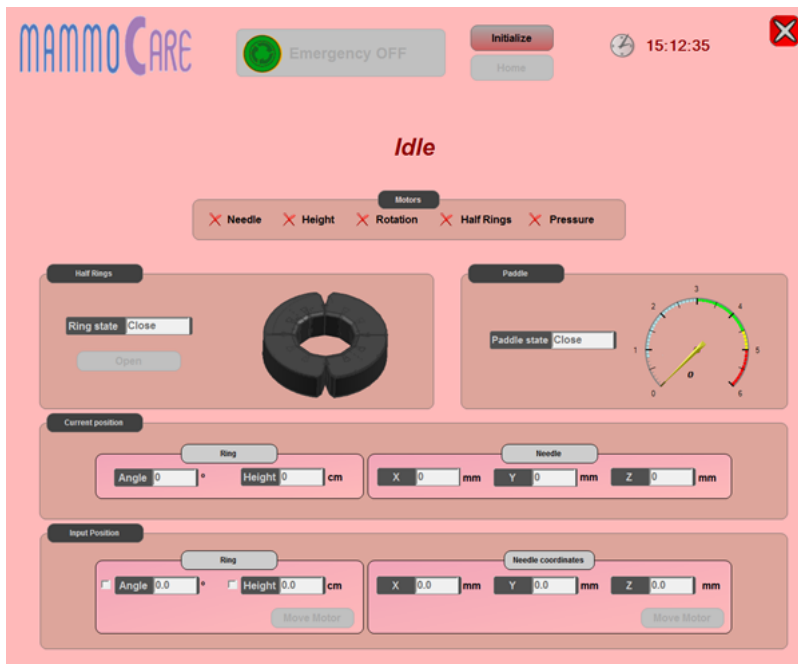 MAMMOCARE
Emergency OFF
Initialize
Home
15:12:35
Idle
Motors
Needle Height Rotation Half Rings Pressure
Half Rings
Ring state Close
Open
Paddle
Paddle state Close
0 1 2 3 4 5 6
0
Current position
Ring
Angle 0 ° Height 0 cm
Needle
X 0 mm Y 0 mm Z 0 mm
Input Position
Ring
Angle 0.0 ° Height 0.0 cm
Move Motor
Needle coordinates
X 0.0 mm Y 0.0 mm Z 0.0 mm
Move Motor